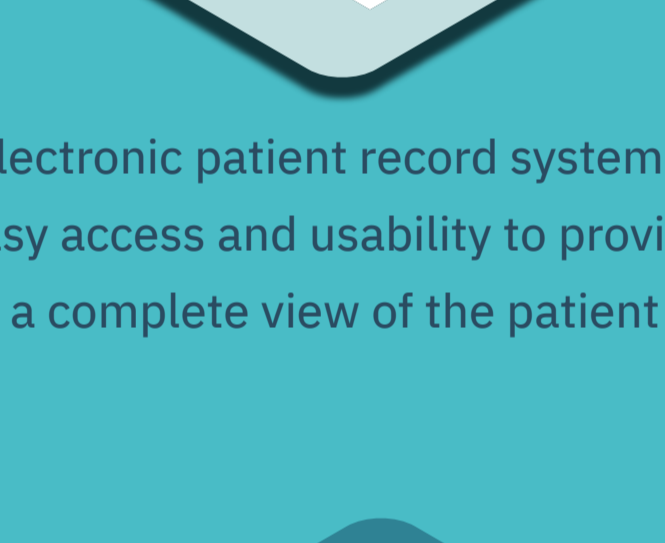 lectronic patient record system
sy access and usability to provi
a complete view of the patient